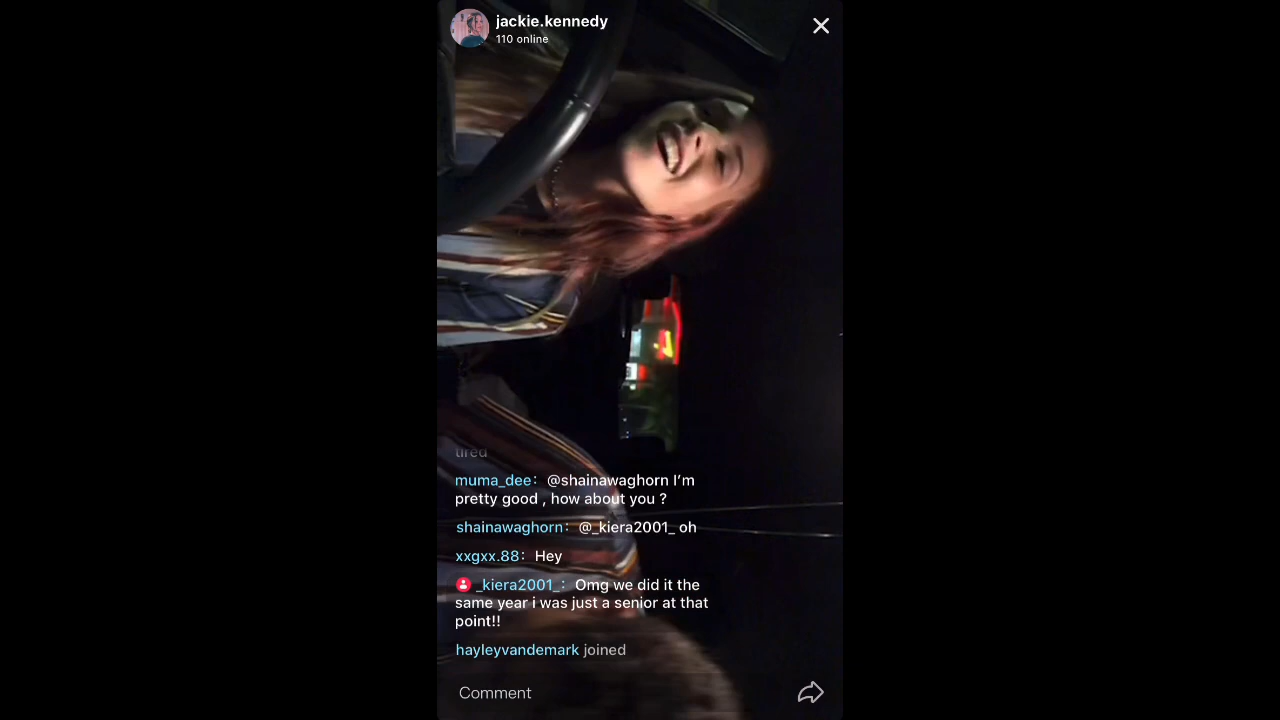 jackie.kennedy
110 online
tired
muma_dee: @shainawaghorn I’m
pretty good , how about you ?
shainawaghorn: @_kiera2001_ oh
xxgxx.88: Hey
_kiera2001_: Omg we did it the
same year i was just a senior at that
point!!
hayleyvandemark joined
Comment